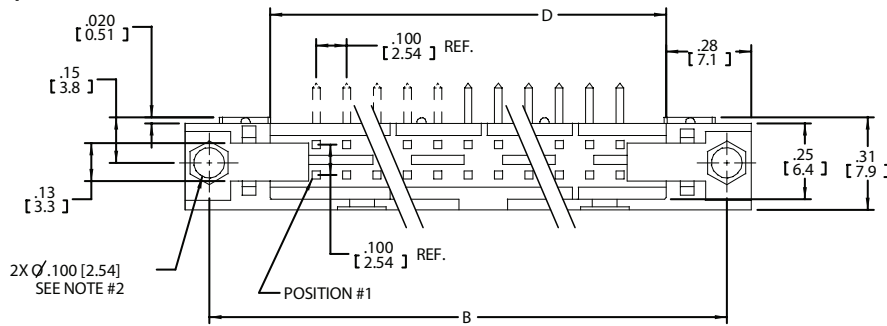 D
.020
0.51
.100
[2.54] REF.
.28
[7.1]
.15
[3.8]
.13
[3.3]
.25
[6.4]
.31
[7.9]
.100
[2.54] REF.
2X Ø .100 [2.54]
SEE NOTE #2
POSITION #1
B